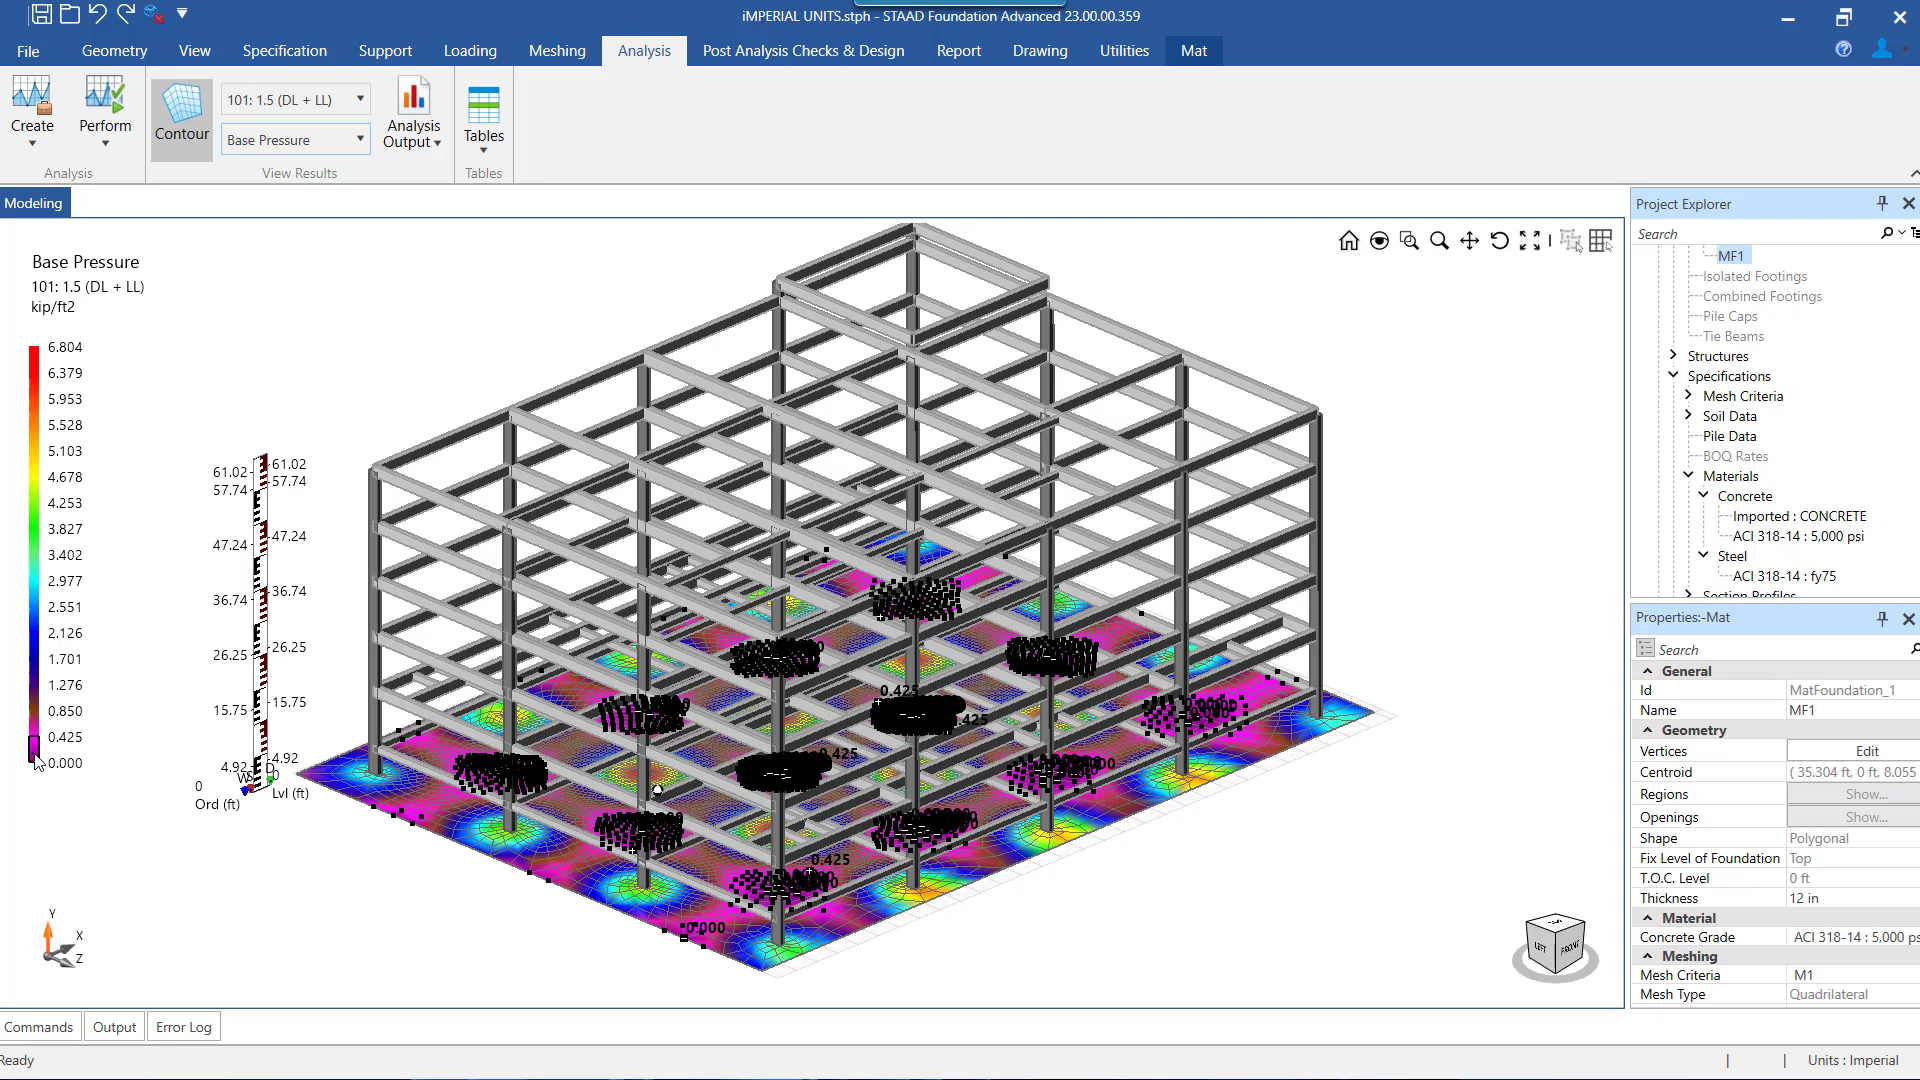 iMPERIAL UNITS.stph - STAAD Foundation Advanced 23.00.00.359
File Geometry View Specification Support Loading Meshing Analysis Post Analysis Checks & Design Report Drawing Utilities Mat
Create
Perform
Contour
101: 1.5 (DL + LL)
Base Pressure
Analysis
Output
Tables
Analysis View Results Tables
Modeling
Base Pressure
101: 1.5 (DL + LL)
kip/ft2
6.804
6.379
5.953
5.528
5.103
4.678
4.253
3.827
3.402
2.977
2.551
2.126
1.701
1.276
0.850
0.425
0.000
61.02 61.02
57.74 57.74
47.24 47.24
36.74 36.74
26.25 26.25
15.75 15.75
4.92 4.92
0
Ord (ft) Lvl (ft)
0.425
0.425
0.425
0.000
Y
X
Z
LEFT FRONT
Project Explorer
Search
MF1
Isolated Footings
Combined Footings
Pile Caps
Tie Beams
Structures
Specifications
Mesh Criteria
Soil Data
Pile Data
BOQ Rates
Materials
Concrete
Imported : CONCRETE
ACI 318-14 : 5,000 psi
Steel
ACI 318-14 : fy75
Section Profiles
Properties:-Mat
Search
General
Id MatFoundation_1
Name MF1
Geometry
Vertices Edit
Centroid ( 35.304 ft, 0 ft, 8.055
Regions Show...
Openings Show...
Shape Polygonal
Fix Level of Foundation Top
T.O.C. Level 0 ft
Thickness 12 in
Material
Concrete Grade ACI 318-14 : 5,000 ps
Meshing
Mesh Criteria M1
Mesh Type Quadrilateral
Commands Output Error Log
Ready
Units : Imperial